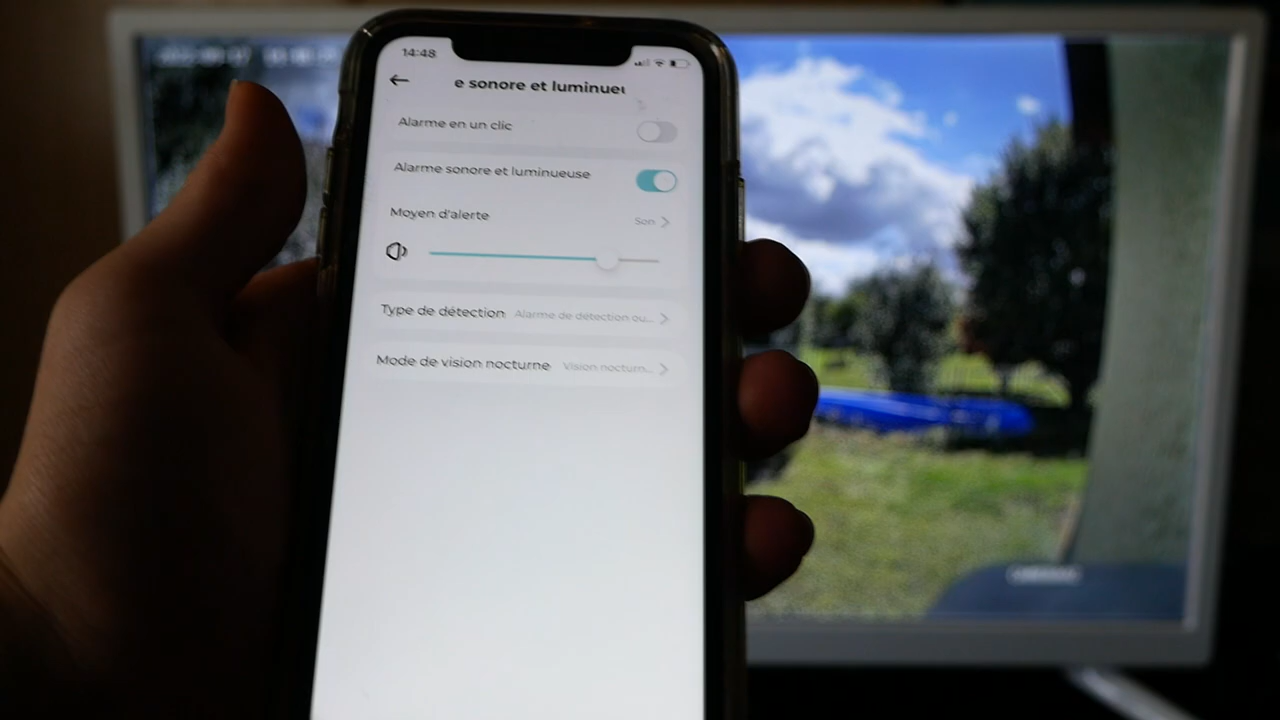 14:48
e sonore et lumineu
Alarme en un clic
Alarme sonore et lumineuse
Moyen d'alerte
Son
Type de détection Alarme de détection ou...
Mode de vision nocturne Vision nocturn...